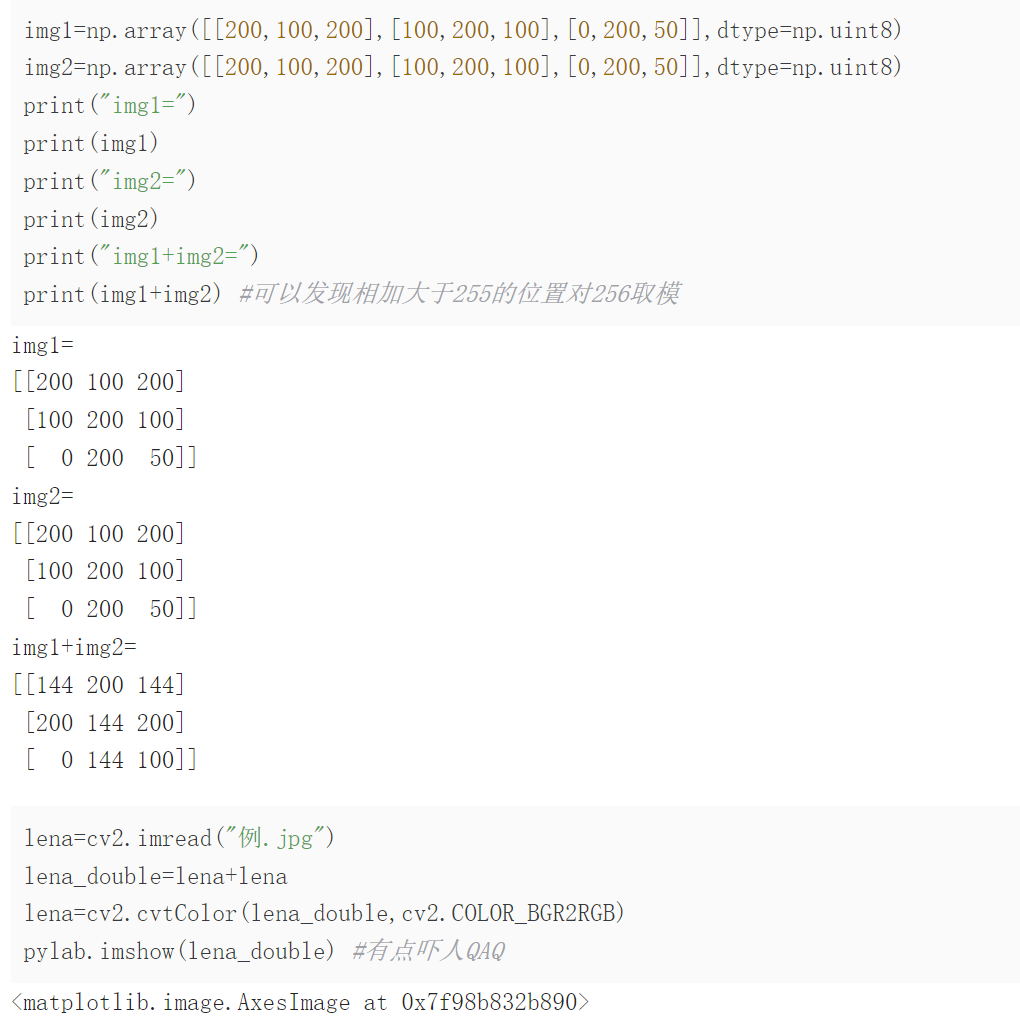 img1=np.array([[200,100,200],[100,200,100],[0,200,50]],dtype=np.uint8)
img2=np.array([[200,100,200],[100,200,100],[0,200,50]],dtype=np.uint8)
print("img1=")
print(img1)
print("img2=")
print(img2)
print("img1+img2=")
print(img1+img2) #可以发现相加大于255的位置对256取模
img1=
[[200 100 200]
 [100 200 100]
 [  0 200  50]]
img2=
[[200 100 200]
 [100 200 100]
 [  0 200  50]]
img1+img2=
[[144 200 144]
 [200 144 200]
 [  0 144 100]]
lena=cv2.imread("例.jpg")
lena_double=lena+lena
lena=cv2.cvtColor(lena_double,cv2.COLOR_BGR2RGB)
pylab.imshow(lena_double) #有点吓人QAQ
<matplotlib.image.AxesImage at 0x7f98b832b890>